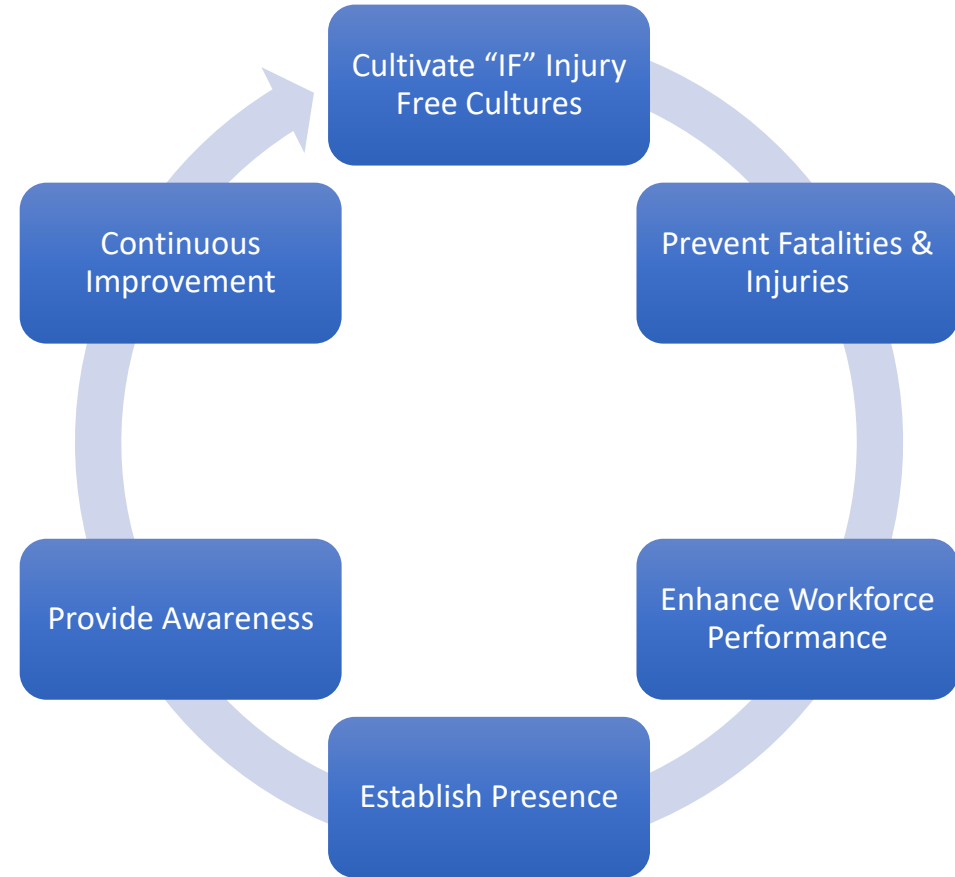 Cultivate “IF” Injury
Free Cultures
Prevent Fatalities &
Injuries
Enhance Workforce
Performance
Establish Presence
Provide Awareness
Continuous
Improvement